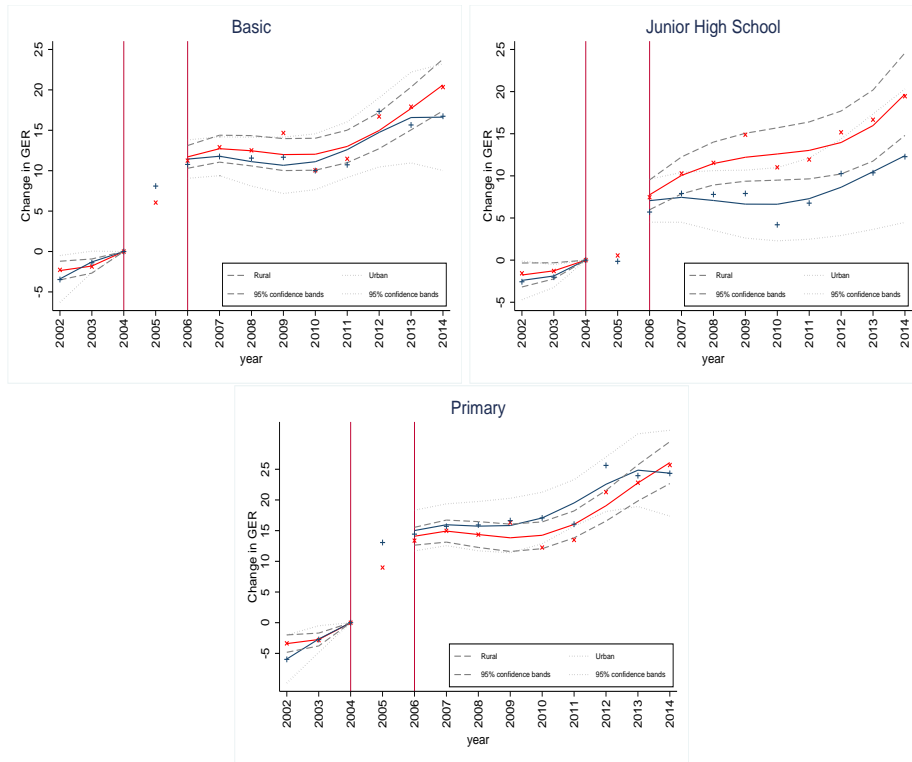 Basic
Change in GER
25
20
15
10
5
0
-5
2002
2003
2004
2005
2006
2007
2008
2009
2010
2011
2012
2013
2014
year
Rural
Urban
95% confidence bands
95% confidence bands
Junior High School
Change in GER
25
20
15
10
5
0
-5
2002
2003
2004
2005
2006
2007
2008
2009
2010
2011
2012
2013
2014
year
Rural
Urban
95% confidence bands
95% confidence bands
Primary
Change in GER
25
20
15
10
5
0
-5
2002
2003
2004
2005
2006
2007
2008
2009
2010
2011
2012
2013
2014
year
Rural
Urban
95% confidence bands
95% confidence bands